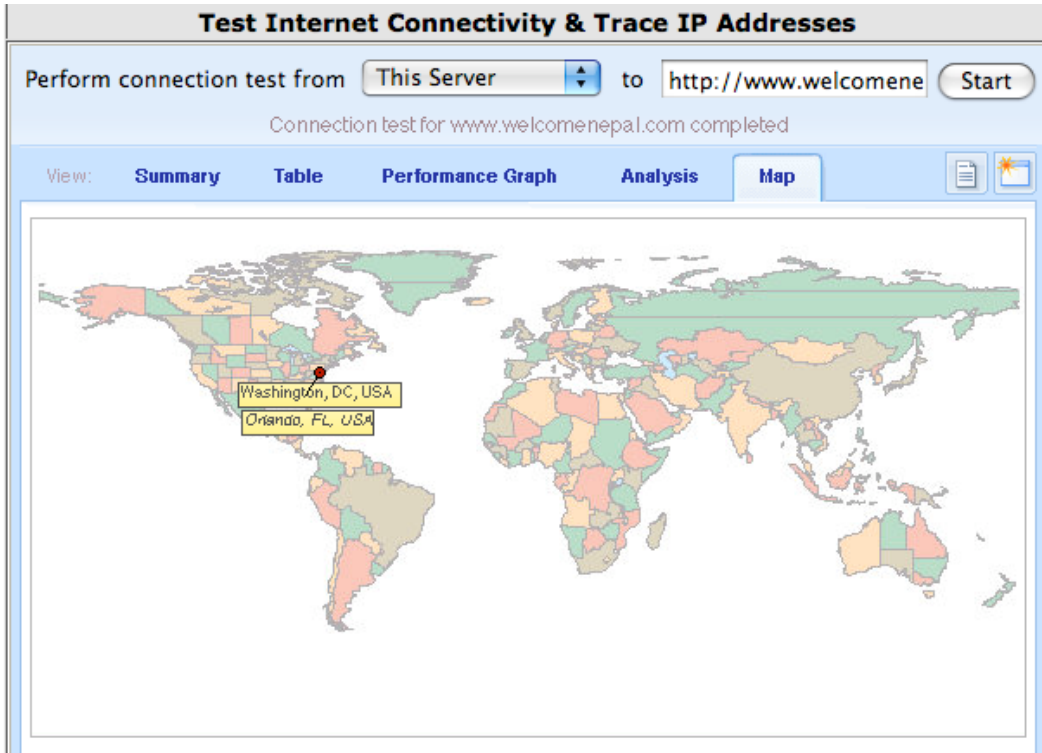 Test Internet Connectivity & Trace IP Addresses
Perform connection test from This Server to http://www.welcomene Start
Connection test for www.welcomenepal.com completed
View: Summary Table Performance Graph Analysis Map
Washington, DC, USA
Orlando, FL, USA